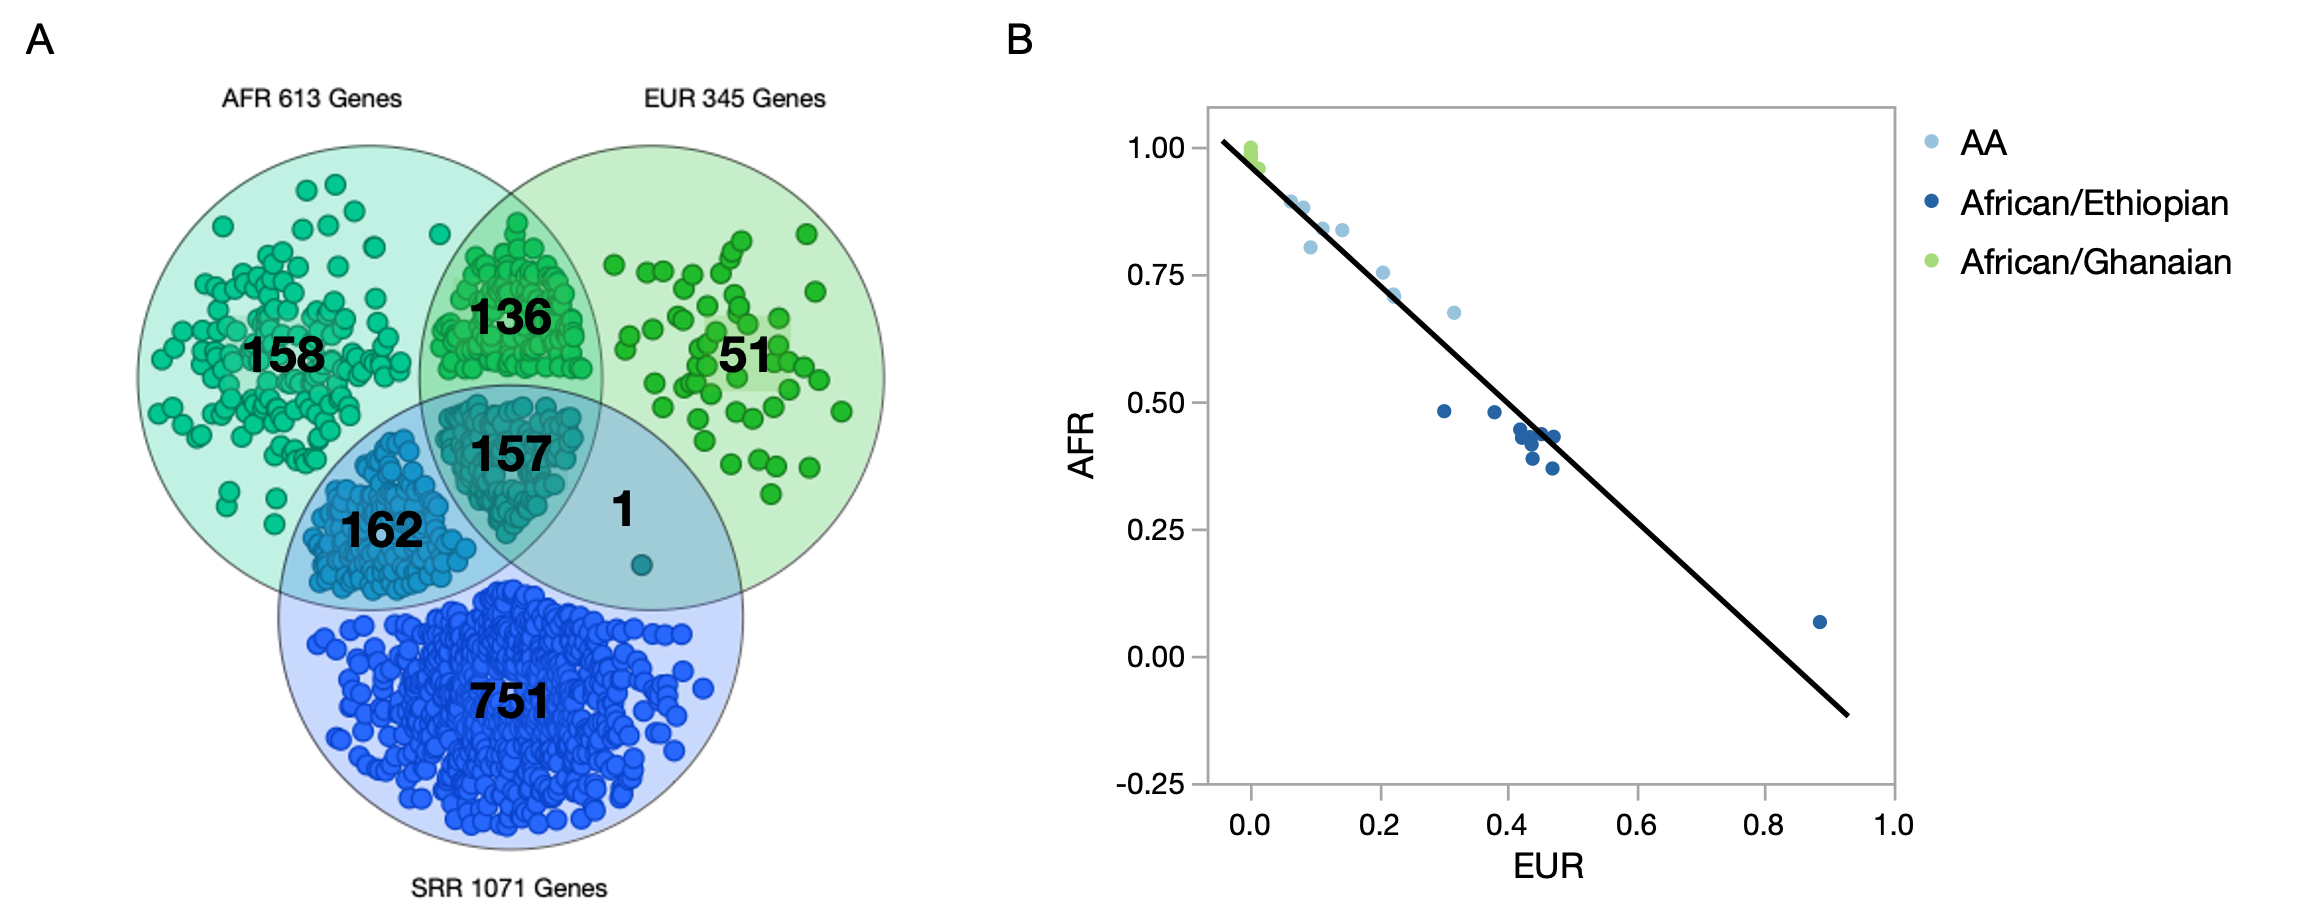 A
AFR 613 Genes
EUR 345 Genes
136
158
51
157
1
162
751
SRR 1071 Genes
B
1.00
0.75
0.50
0.25
0.00
-0.25
AFR
0.0 0.2 0.4 0.6 0.8 1.0
EUR
AA
African/Ethiopian
African/Ghanaian